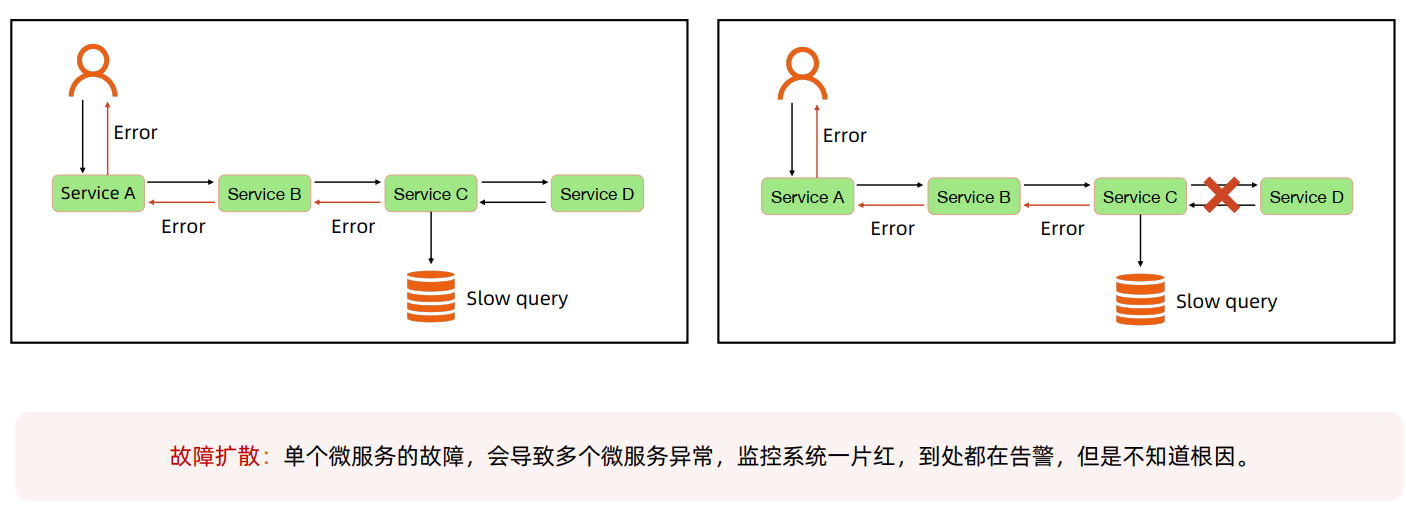 Error
Service A
Service B
Service C
Service D
Error
Error
Slow query
Error
Service A
Service B
Service C
Service D
Error
Error
Slow query
故障扩散：单个微服务的故障，会导致多个微服务异常，监控系统一片红，到处都在告警，但是不知道根因。